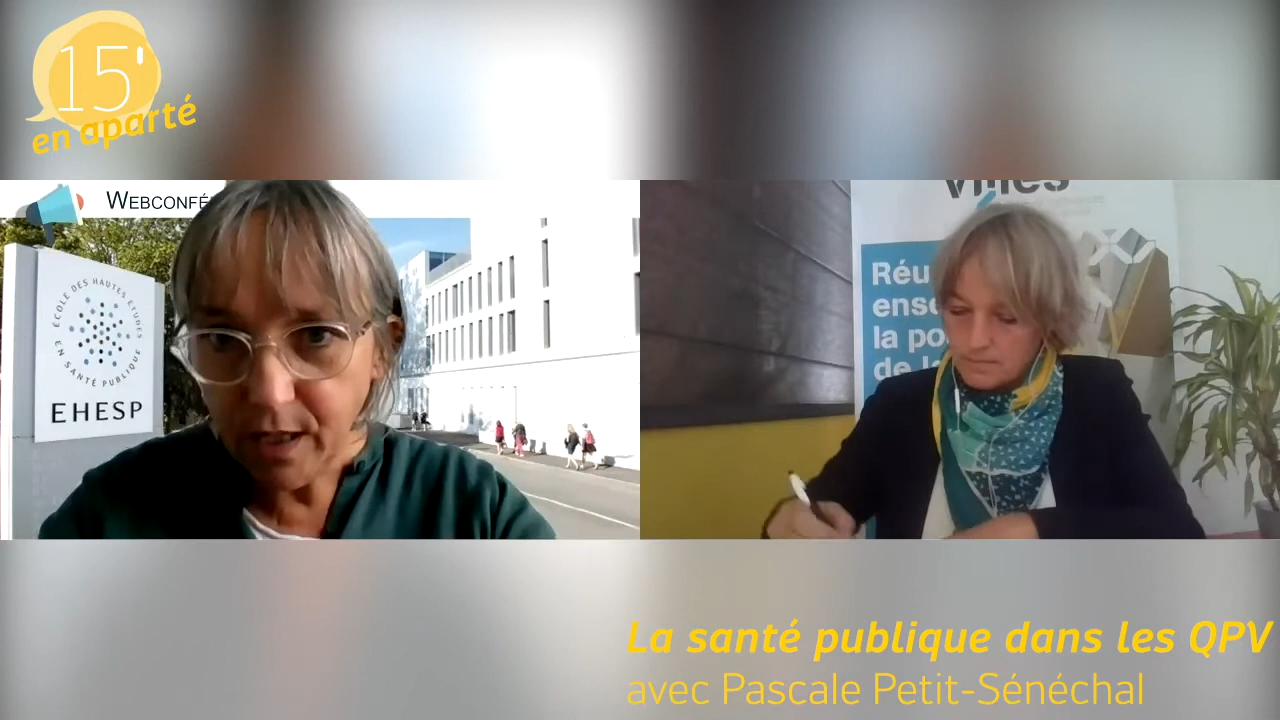 15'
en aparté
WEBCONFÉ
ÉCOLE DES HAUTES ÉTUDES
EN SANTÉ PUBLIQUE
EHESP
villes
Réu
ens
la po
de l
La santé publique dans les QPV
avec Pascale Petit-Sénéchal